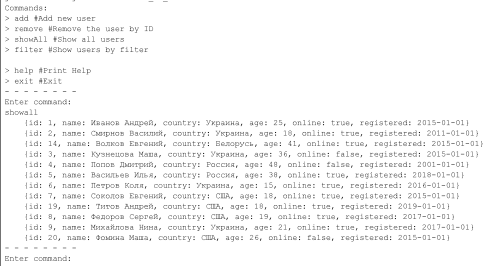 Commands:
> add #Add new user
> remove #Remove the user by ID
> showAll #Show all users
> filter #Show users by filter
> help #Print Help
> exit #Exit
- - - - - - - -
Enter command:
showall
{id: 1, name: Иванов Андрей, country: Украина, age: 25, online: true, registered: 2015-01-01}
{id: 2, name: Смирнов Василий, country: Украина, age: 18, online: true, registered: 2011-01-01}
{id: 14, name: Волков Евгений, country: Белорусь, age: 41, online: true, registered: 2015-01-01}
{id: 3, name: Кузнецова Маша, country: Украина, age: 36, online: false, registered: 2015-01-01}
{id: 4, name: Попов Дмитрий, country: Россия, age: 48, online: false, registered: 2001-01-01}
{id: 5, name: Васильев Илья, country: Россия, age: 38, online: true, registered: 2018-01-01}
{id: 6, name: Петров Коля, country: Украина, age: 15, online: true, registered: 2016-01-01}
{id: 7, name: Соколов Евгений, country: США, age: 18, online: true, registered: 2015-01-01}
{id: 19, name: Титов Андрей, country: США, age: 48, online: true, registered: 2019-01-01}
{id: 8, name: Федоров Сергей, country: США, age: 19, online: true, registered: 2017-01-01}
{id: 9, name: Михайлова Нина, country: Украина, age: 21, online: true, registered: 2017-01-01}
{id: 20, name: Фомина Маша, country: США, age: 26, online: false, registered: 2015-01-01}
- - - - - - - -
Enter command: